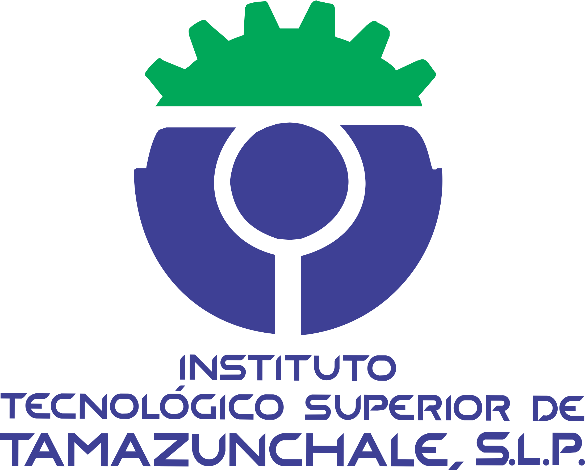 INSTITUTO
TECNOLÓGICO SUPERIOR DE
TAMAZUNCHALE, S.L.P.